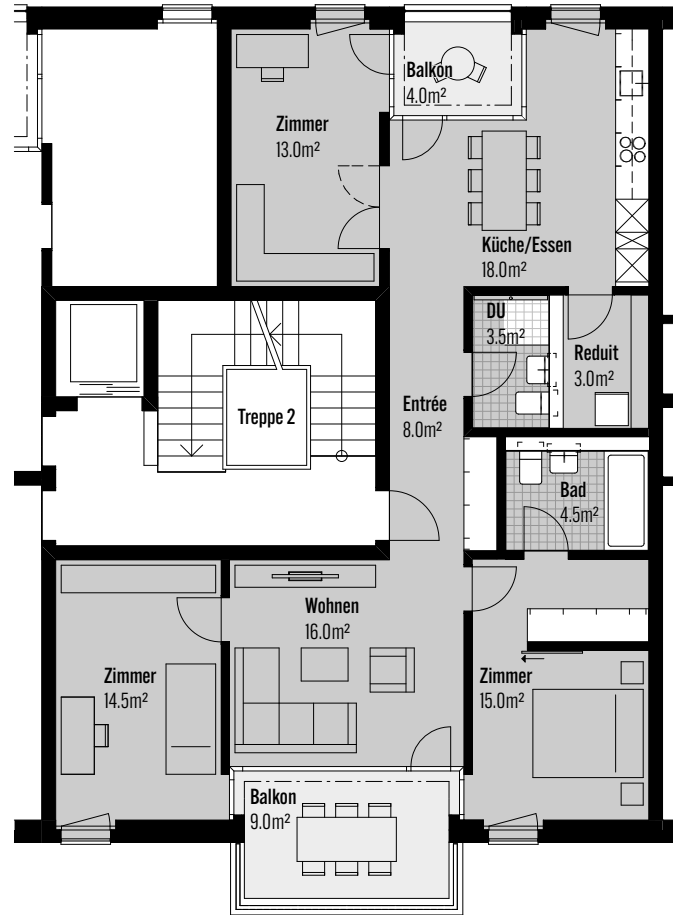 Balkon
4.0m²
Zimmer
13.0m²
Küche/Essen
18.0m²
DU
3.5m²
Reduit
3.0m²
Treppe 2
Entrée
8.0m²
Bad
4.5m²
Wohnen
16.0m²
Zimmer
14.5m²
Zimmer
15.0m²
Balkon
9.0m²